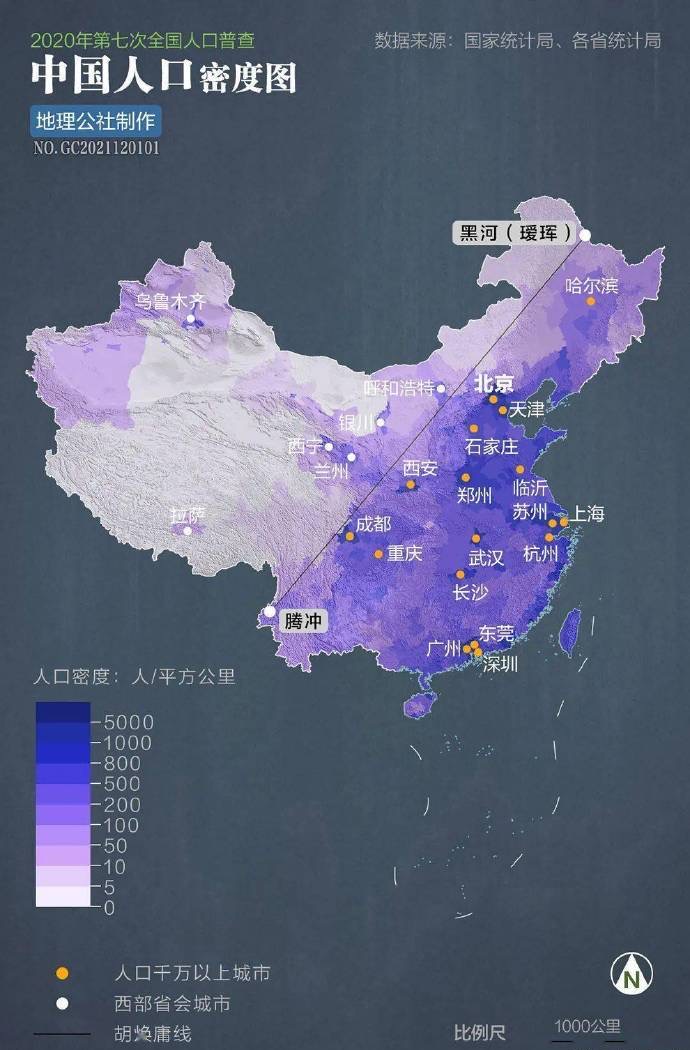 2020年第七次全国人口普查
数据来源：国家统计局、各省统计局
中国人口密度图
地理公社制作
NO.GC2021120101
黑河（瑷珲）
哈尔滨
乌鲁木齐
呼和浩特
北京
天津
银川
石家庄
西宁
兰州
西安
郑州
临沂
苏州
上海
拉萨
成都
重庆
武汉
杭州
长沙
腾冲
广州
东莞
深圳
人口密度：人/平方公里
5000
1000
800
500
200
100
50
10
5
0
人口千万以上城市
西部省会城市
胡焕庸线
N
比例尺
1000公里